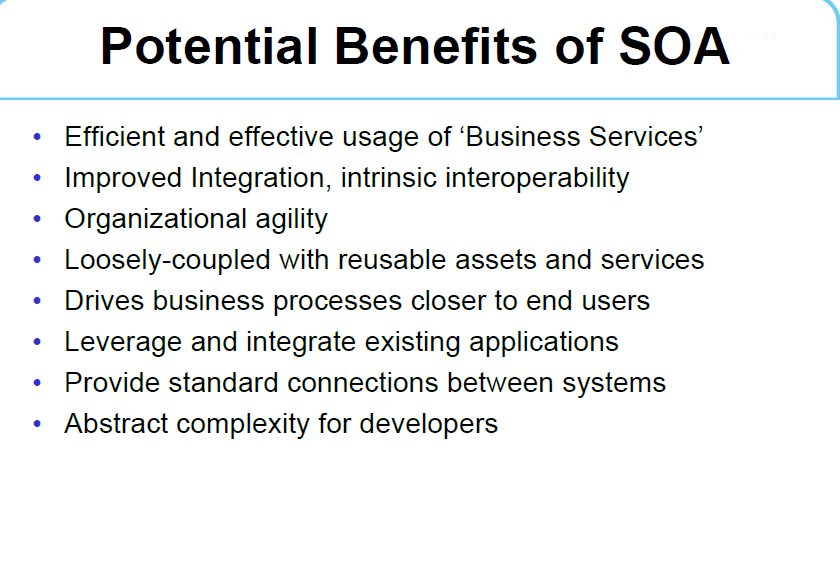 Potential Benefits of SOA
• Efficient and effective usage of ‘Business Services’
• Improved Integration, intrinsic interoperability
• Organizational agility
• Loosely-coupled with reusable assets and services
• Drives business processes closer to end users
• Leverage and integrate existing applications
• Provide standard connections between systems
• Abstract complexity for developers